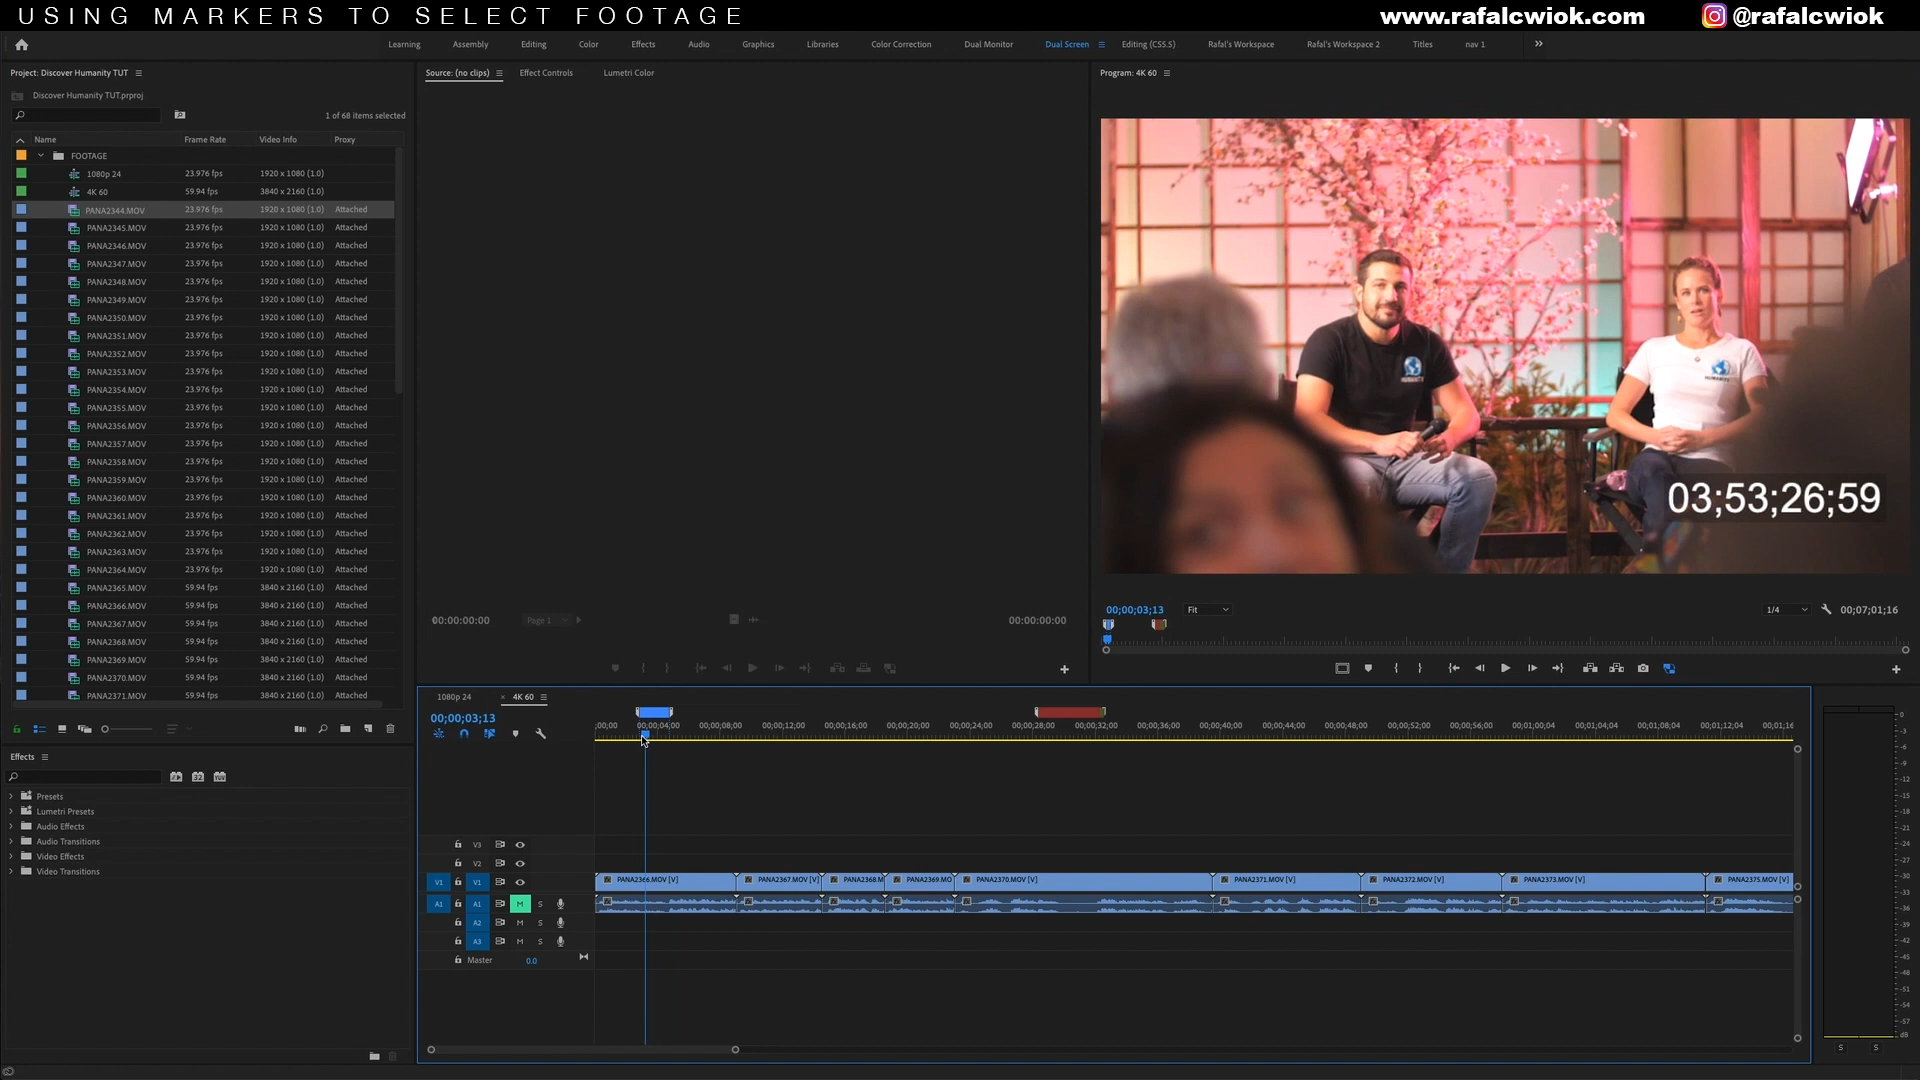 USING MARKERS TO SELECT FOOTAGE
www.rafalcwiok.com @rafalcwiok
Learning Assembly Editing Color Effects Audio Graphics Libraries Color Correction Dual Monitor Dual Screen Editing (CS5.5) Rafal's Workspace Rafal's Workspace 2 Titles nav 1
Project: Discover Humanity TUT
Discover Humanity TUT.prproj
1 of 68 items selected
Name Frame Rate Video Info Proxy
FOOTAGE
1080p 24 23.976 fps 1920 x 1080 (1.0)
4K 60 59.94 fps 3840 x 2160 (1.0)
PANA2344.MOV 23.976 fps 1920 x 1080 (1.0) Attached
PANA2345.MOV 23.976 fps 1920 x 1080 (1.0) Attached
PANA2346.MOV 23.976 fps 1920 x 1080 (1.0) Attached
PANA2347.MOV 23.976 fps 1920 x 1080 (1.0) Attached
PANA2348.MOV 23.976 fps 1920 x 1080 (1.0) Attached
PANA2349.MOV 23.976 fps 1920 x 1080 (1.0) Attached
PANA2350.MOV 23.976 fps 1920 x 1080 (1.0) Attached
PANA2351.MOV 23.976 fps 1920 x 1080 (1.0) Attached
PANA2352.MOV 23.976 fps 1920 x 1080 (1.0) Attached
PANA2353.MOV 23.976 fps 1920 x 1080 (1.0) Attached
PANA2354.MOV 23.976 fps 1920 x 1080 (1.0) Attached
PANA2355.MOV 23.976 fps 1920 x 1080 (1.0) Attached
PANA2356.MOV 23.976 fps 1920 x 1080 (1.0) Attached
PANA2357.MOV 23.976 fps 1920 x 1080 (1.0) Attached
PANA2358.MOV 23.976 fps 1920 x 1080 (1.0) Attached
PANA2359.MOV 23.976 fps 1920 x 1080 (1.0) Attached
PANA2360.MOV 23.976 fps 1920 x 1080 (1.0) Attached
PANA2361.MOV 23.976 fps 1920 x 1080 (1.0) Attached
PANA2362.MOV 23.976 fps 1920 x 1080 (1.0) Attached
PANA2363.MOV 23.976 fps 1920 x 1080 (1.0) Attached
PANA2364.MOV 23.976 fps 1920 x 1080 (1.0) Attached
PANA2365.MOV 59.94 fps 3840 x 2160 (1.0) Attached
PANA2366.MOV 59.94 fps 3840 x 2160 (1.0) Attached
PANA2367.MOV 59.94 fps 3840 x 2160 (1.0) Attached
PANA2368.MOV 59.94 fps 3840 x 2160 (1.0) Attached
PANA2369.MOV 59.94 fps 3840 x 2160 (1.0) Attached
PANA2370.MOV 59.94 fps 3840 x 2160 (1.0) Attached
PANA2371.MOV 59.94 fps 3840 x 2160 (1.0) Attached
Effects
Presets
Lumetri Presets
Audio Effects
Audio Transitions
Video Effects
Video Transitions
Source: (no clips) Effect Controls Lumetri Color
00:00:00:00 Page 1 00:00:00:00
Program: 4K 60
HUMANITY
03;53;26;59
00;00;03;13 Fit 1/4 00;07;01;16
1080p 24 × 4K 60
00;00;03;13
;00;00 00;00;04;00 00;00;08;00 00;00;12;00 00;00;16;00 00;00;20;00 00;00;24;00 00;00;28;00 00;00;32;00 00;00;36;00 00;00;40;00 00;00;44;00 00;00;48;00 00;00;52;00 00;00;56;00 00;01;00;00 00;01;04;04 00;01;08;04 00;01;12;04 00;01;16
V3
V2
V1 V1 PANA2366.MOV [V] PANA2367.MOV [V] PANA2368.M PANA2369.MO PANA2370.MOV [V] PANA2371.MOV [V] PANA2372.MOV [V] PANA2373.MOV [V] PANA2375.MOV [V]
A1 A1 M S
A2 M S
A3 M S
Master 0.0
0
-3
-6
-9
-12
-15
-18
-21
-24
-27
-30
-33
-36
-39
-42
-45
-48
-51
-54
-57
dB
S S